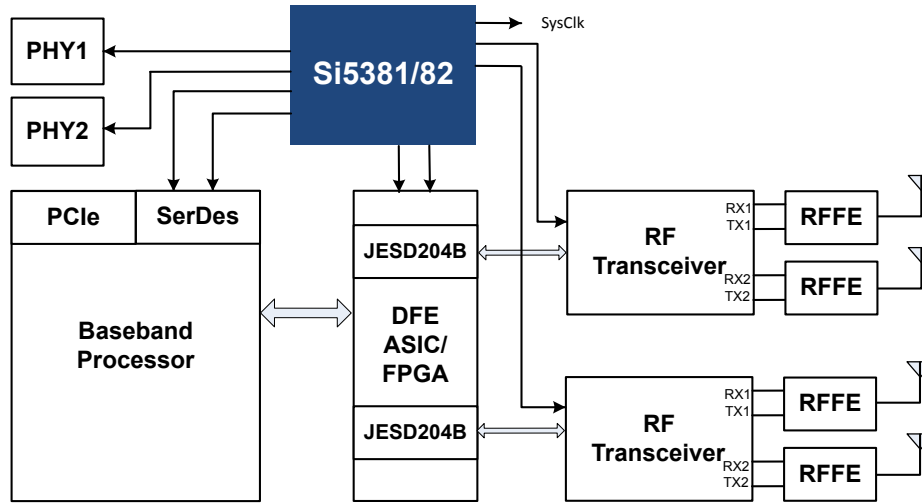 SysClk
PHY1
Si5381/82
PHY2
PCIe
SerDes
JESD204B
Baseband
Processor
DFE
ASIC/
FPGA
JESD204B
RF
Transceiver
RX1
TX1
RX2
TX2
RFFE
RFFE
RF
Transceiver
RX1
TX1
RX2
TX2
RFFE
RFFE